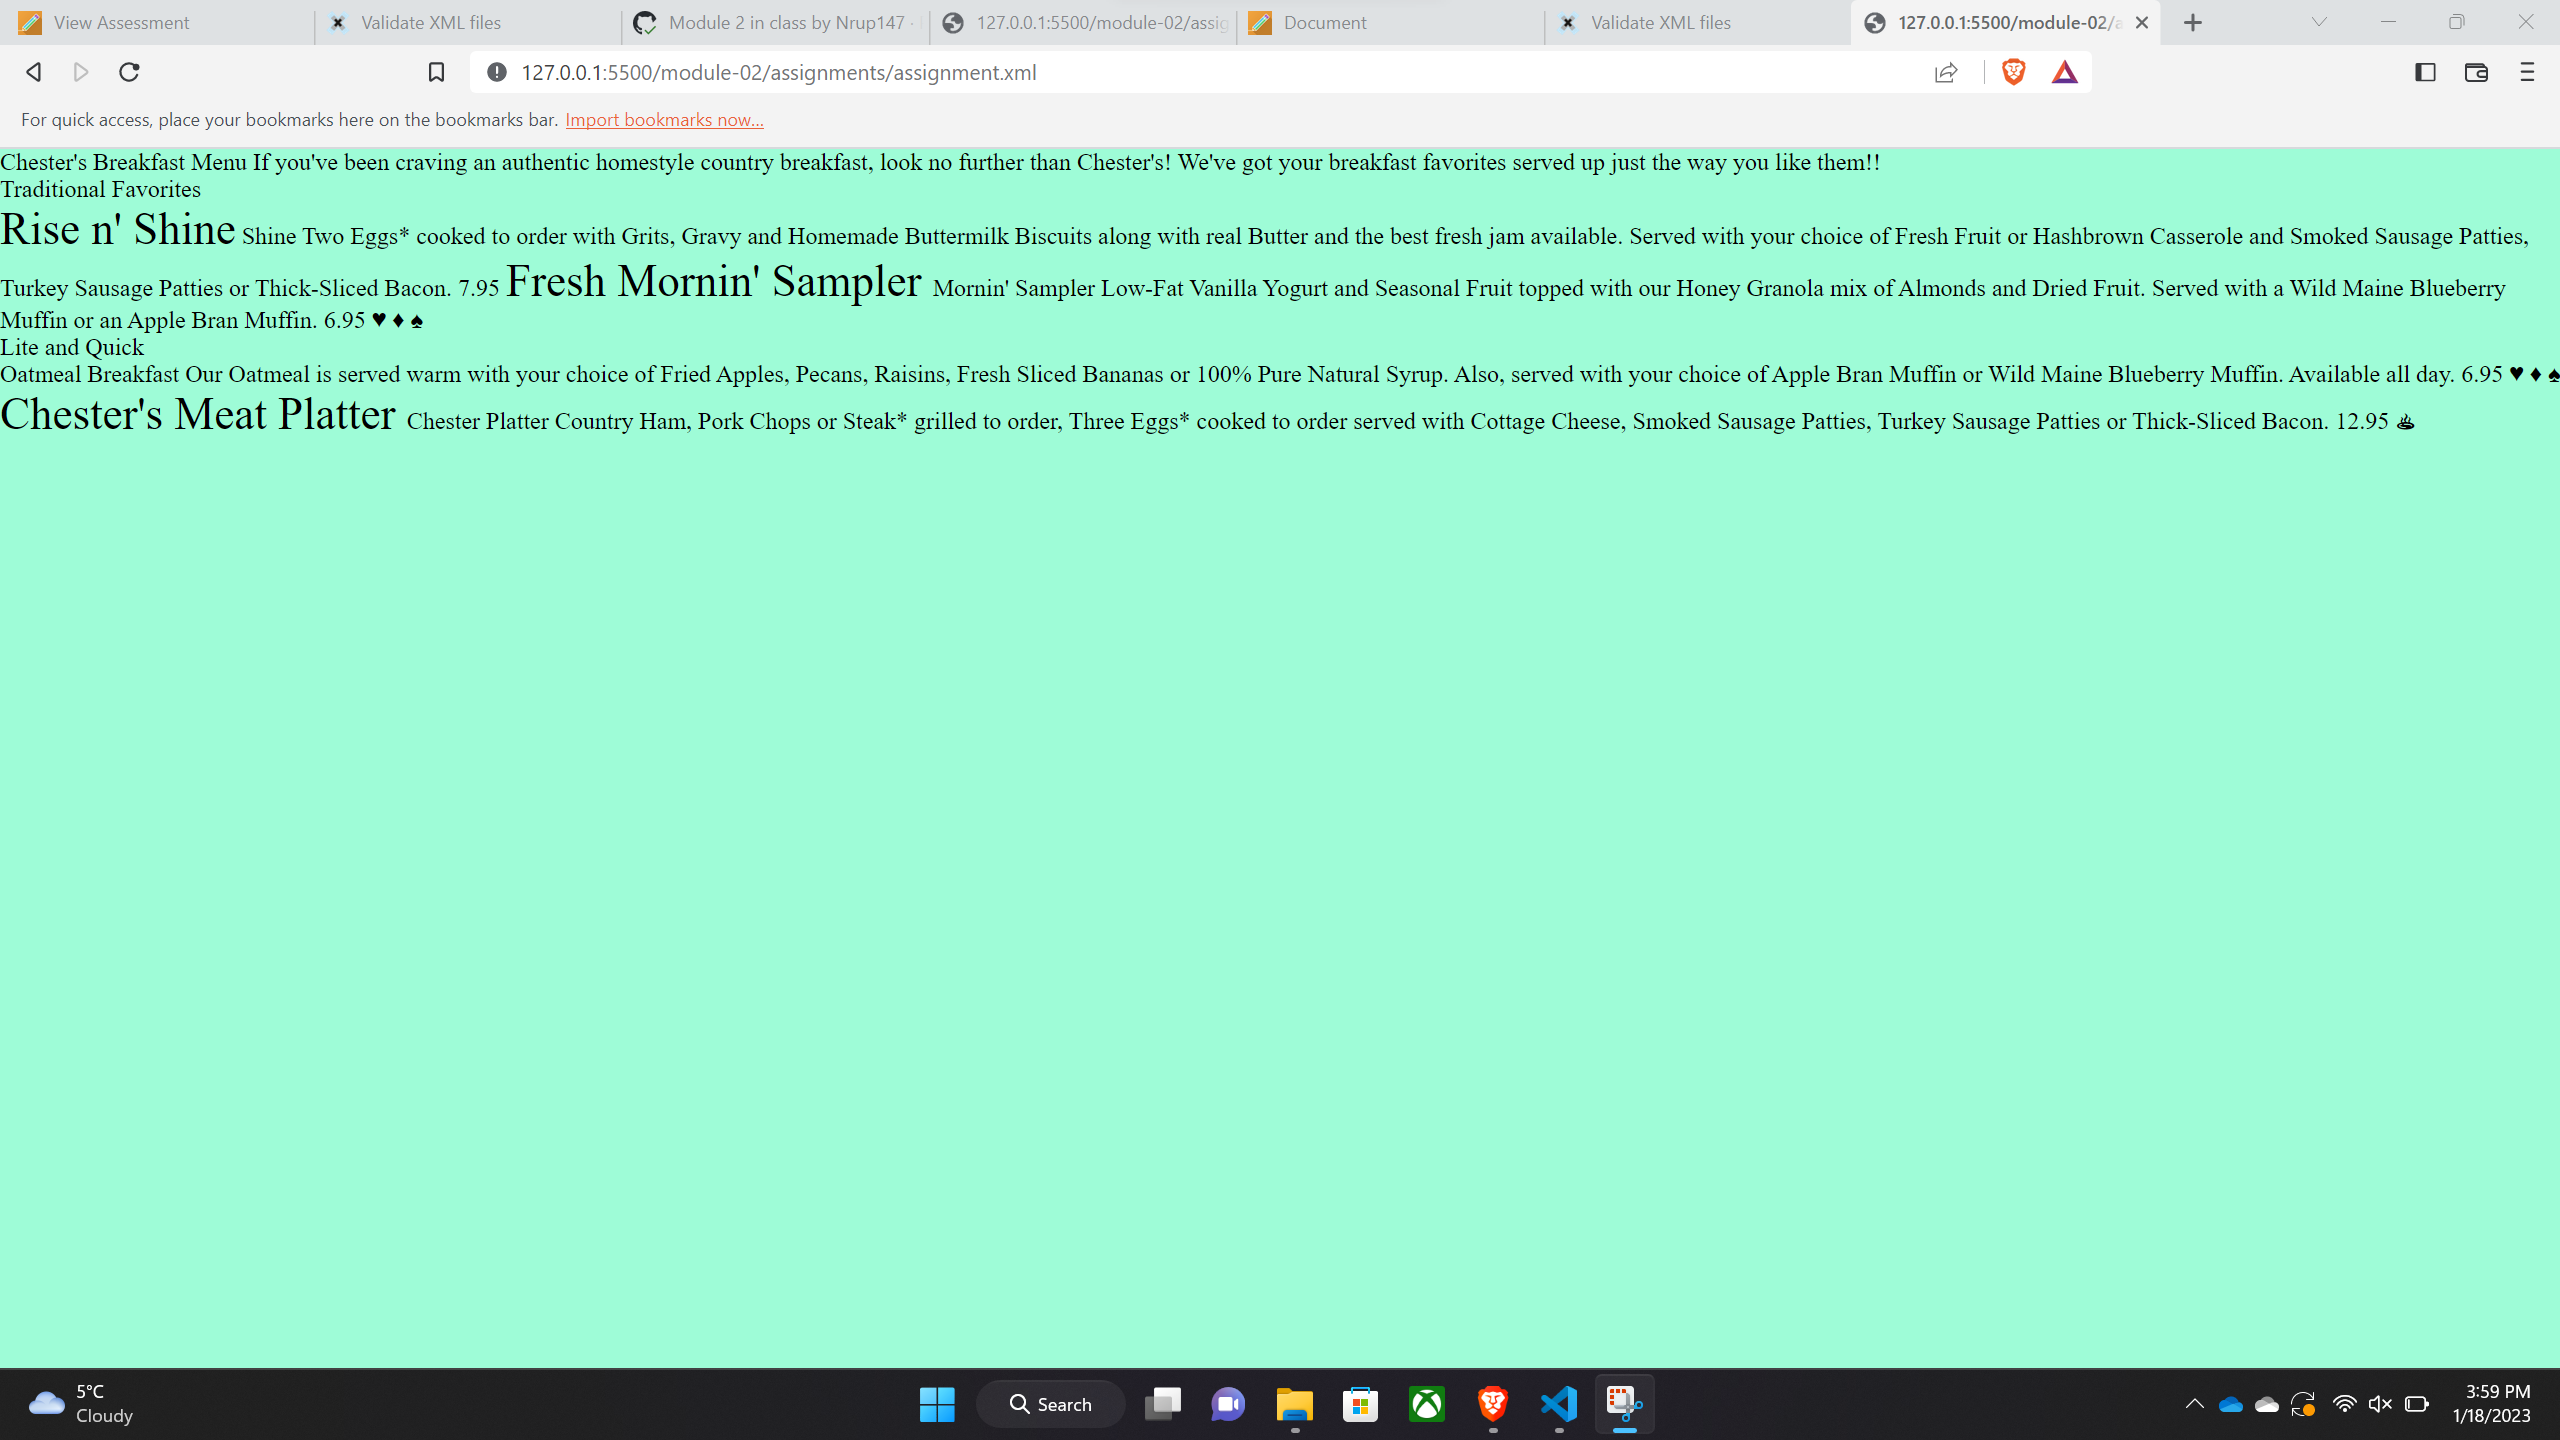 View Assessment
Validate XML files
Module 2 in class by Nrup147 ·
127.0.0.1:5500/module-02/assig
Document
Validate XML files
127.0.0.1:5500/module-02/a
127.0.0.1:5500/module-02/assignments/assignment.xml
For quick access, place your bookmarks here on the bookmarks bar. Import bookmarks now...
Chester's Breakfast Menu If you've been craving an authentic homestyle country breakfast, look no further than Chester's! We've got your breakfast favorites served up just the way you like them!!
Traditional Favorites
Rise n' Shine Shine Two Eggs* cooked to order with Grits, Gravy and Homemade Buttermilk Biscuits along with real Butter and the best fresh jam available. Served with your choice of Fresh Fruit or Hashbrown Casserole and Smoked Sausage Patties,
Turkey Sausage Patties or Thick-Sliced Bacon. 7.95 Fresh Mornin' Sampler Mornin' Sampler Low-Fat Vanilla Yogurt and Seasonal Fruit topped with our Honey Granola mix of Almonds and Dried Fruit. Served with a Wild Maine Blueberry
Muffin or an Apple Bran Muffin. 6.95 ♥ ♦ ♠
Lite and Quick
Oatmeal Breakfast Our Oatmeal is served warm with your choice of Fried Apples, Pecans, Raisins, Fresh Sliced Bananas or 100% Pure Natural Syrup. Also, served with your choice of Apple Bran Muffin or Wild Maine Blueberry Muffin. Available all day. 6.95 ♥ ♦ ♠
Chester's Meat Platter Chester Platter Country Ham, Pork Chops or Steak* grilled to order, Three Eggs* cooked to order served with Cottage Cheese, Smoked Sausage Patties, Turkey Sausage Patties or Thick-Sliced Bacon. 12.95 ♨
5°C
Cloudy
Search
3:59 PM
1/18/2023